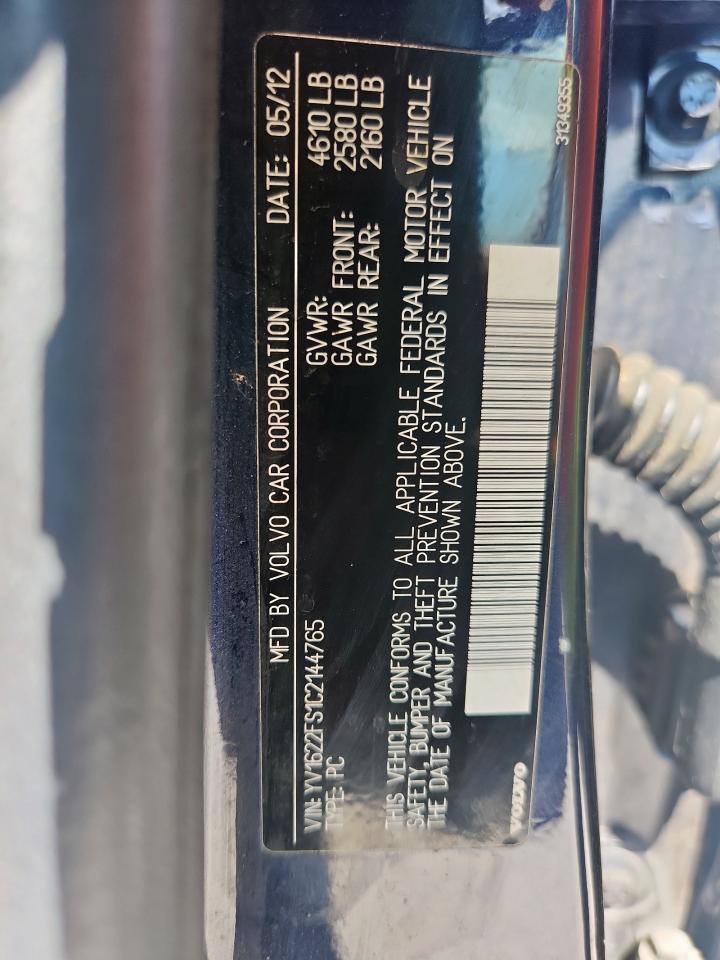 MFD BY VOLVO CAR CORPORATION DATE: 05/12
VIN: YV1622FS1C2144765 GVWR: 4610 LB
TYPE: PC GAWR FRONT: 2580 LB
GAWR REAR: 2160 LB
THIS VEHICLE CONFORMS TO ALL APPLICABLE FEDERAL MOTOR VEHICLE
SAFETY, BUMPER AND THEFT PREVENTION STANDARDS IN EFFECT ON
THE DATE OF MANUFACTURE SHOWN ABOVE.
VOLVO 31349355